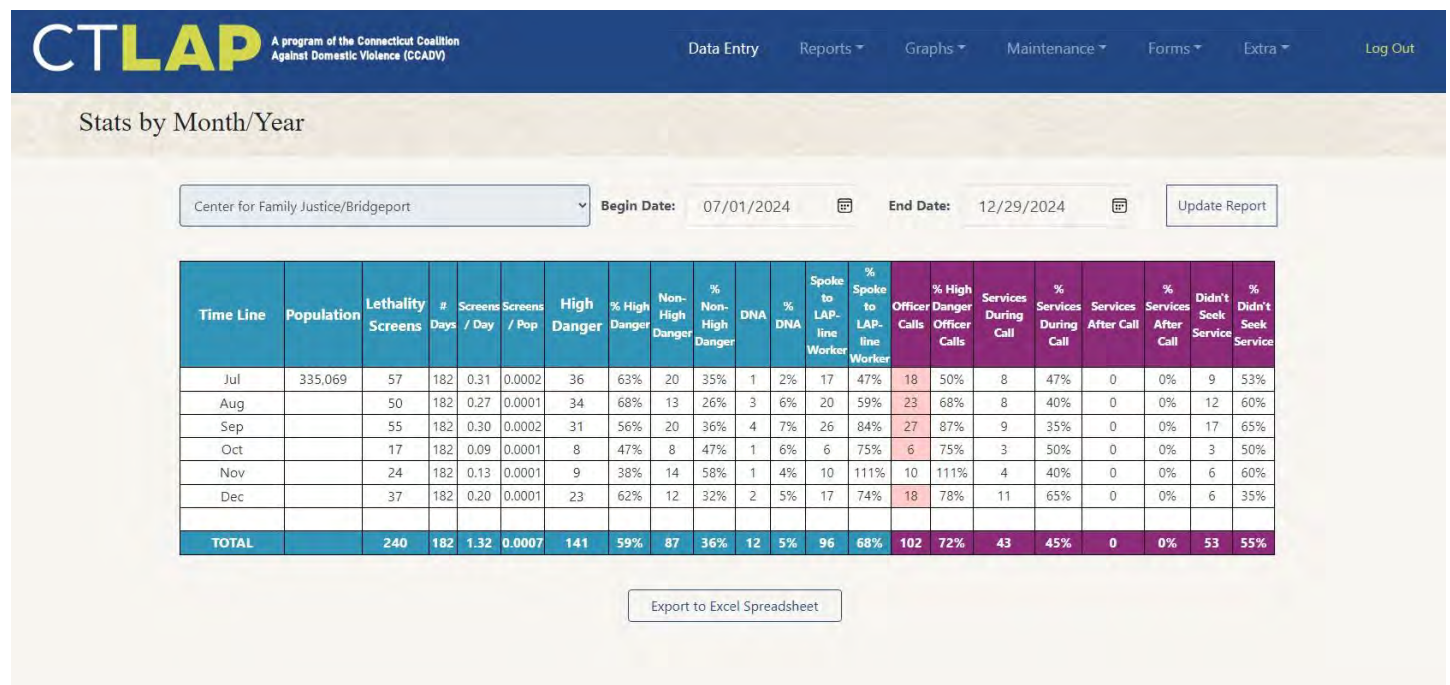 CTLAP A program of the Connecticut Coalition
Against Domestic Violence (CCADV)
Data Entry Reports Graphs Maintenance Forms Extra Log Out
Stats by Month/Year
Center for Family Justice/Bridgeport Begin Date: 07/01/2024 End Date: 12/29/2024 Update Report
Time Line Population Lethality Screens # Days Screens / Day Screens / Pop High Danger % High Danger Non-High Danger % Non-High Danger DNA % DNA Spoke to LAP-line Worker % Spoke to LAP-line Worker Officer Calls % High Danger Officer Calls Services During Call % Services During Call Services After Call % Services After Call Didn't Seek Service % Didn't Seek Service
Jul 335,069 57 182 0.31 0.0002 36 63% 20 35% 1 2% 17 47% 18 50% 8 47% 0 0% 9 53%
Aug 50 182 0.27 0.0001 34 68% 13 26% 3 6% 20 59% 23 68% 8 40% 0 0% 12 60%
Sep 55 182 0.30 0.0002 31 56% 20 36% 4 7% 26 84% 27 87% 9 35% 0 0% 17 65%
Oct 17 182 0.09 0.0001 8 47% 8 47% 1 6% 6 75% 6 75% 3 50% 0 0% 3 50%
Nov 24 182 0.13 0.0001 9 38% 14 58% 1 4% 10 111% 10 111% 4 40% 0 0% 6 60%
Dec 37 182 0.20 0.0001 23 62% 12 32% 2 5% 17 74% 18 78% 11 65% 0 0% 6 35%
TOTAL 240 182 1.32 0.0007 141 59% 87 36% 12 5% 96 68% 102 72% 43 45% 0 0% 53 55%
Export to Excel Spreadsheet